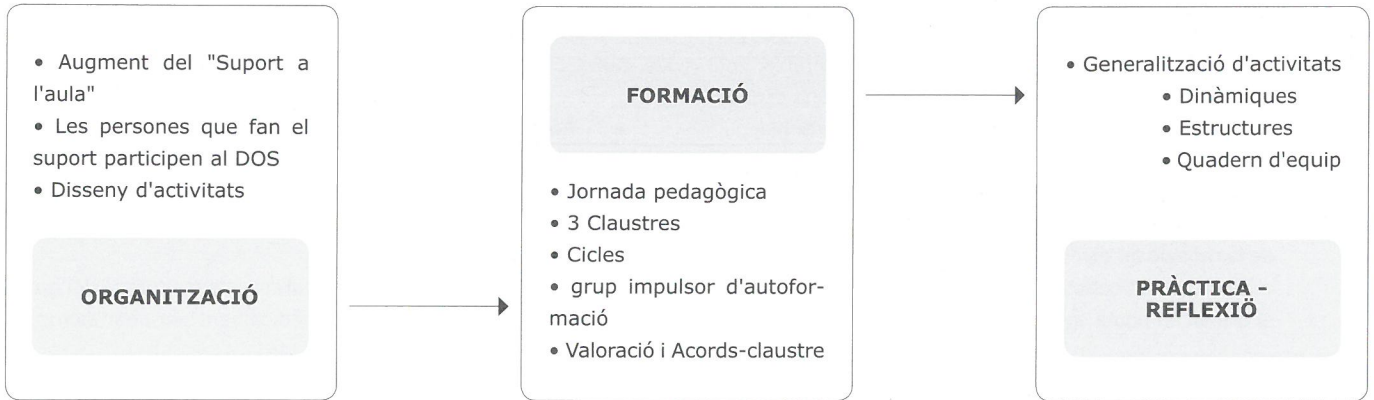 • Augment del "Suport a
l'aula"
• Les persones que fan el
suport participen al DOS
• Disseny d'activitats
ORGANITZACIÓ
FORMACIÓ
• Jornada pedagògica
• 3 Claustres
• Cicles
• grup impulsor d'autofor-
mació
• Valoració i Acords-claustre
• Generalització d'activitats
• Dinàmiques
• Estructures
• Quadern d'equip
PRÀCTICA -
REFLEXIÖ